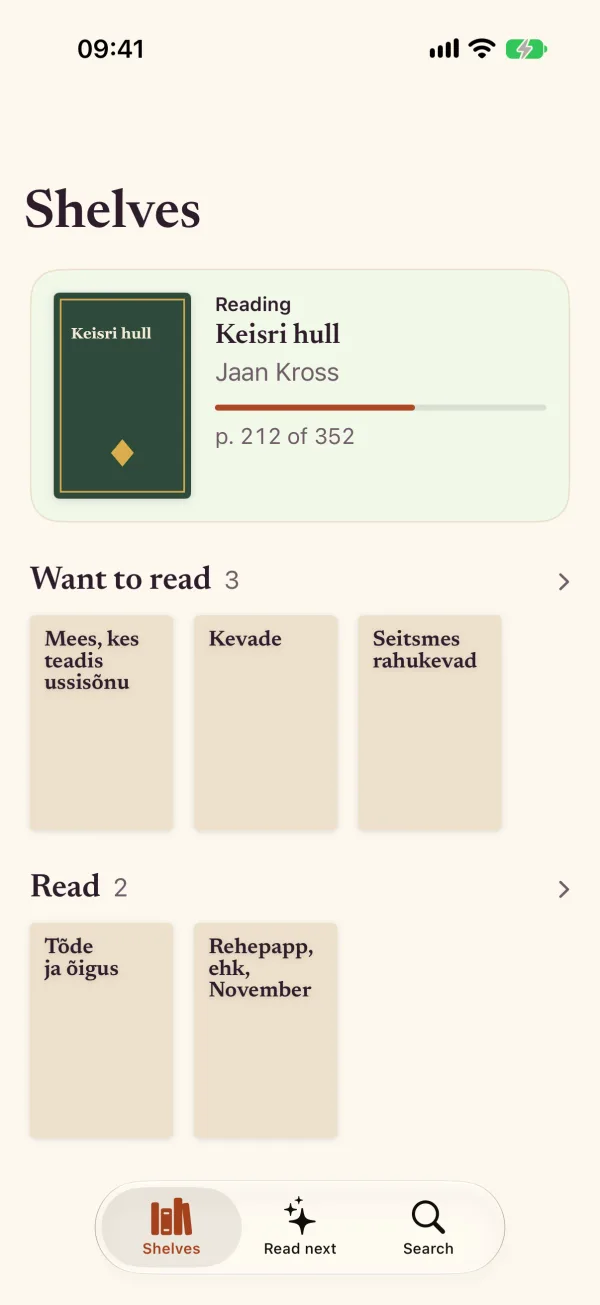 09:41
Shelves
Keisri hull
Reading
Keisri hull
Jaan Kross
p. 212 of 352
Want to read 3
Mees, kes
teadis
ussisõnu
Kevade
Seitsmes
rahukevad
Read 2
Tõde
ja õigus
Rehepapp,
ehk,
November
Shelves
Read next
Search